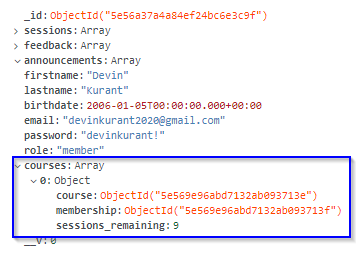 _id: ObjectId("5e56a37a4a84ef24bc6e3c9f")
sessions: Array
feedback: Array
announcements: Array
firstname: "Devin"
lastname: "Kurant"
birthdate: 2006-01-05T00:00:00.000+00:00
email: "devinkurant2020@gmail.com"
password: "devinkurant!"
role: "member"
courses: Array
0: Object
course: ObjectId("5e569e96abd7132ab093713e")
membership: ObjectId("5e569e96abd7132ab093713f")
sessions_remaining: 9
__v: 0